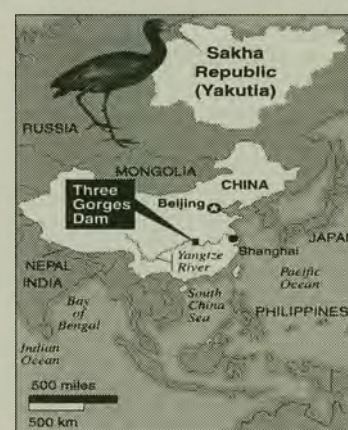 Sakha
Republic
(Yakutia)
RUSSIA
MONGOLIA
CHINA
Three
Gorges
Dam
Beijing
Shanghai
JAPAN
Yangtze
River
NEPAL
INDIA
Pacific
Ocean
Bay
of
Bengal
South
China
Sea
PHILIPPINES
Indian
Ocean
500 miles
500 km